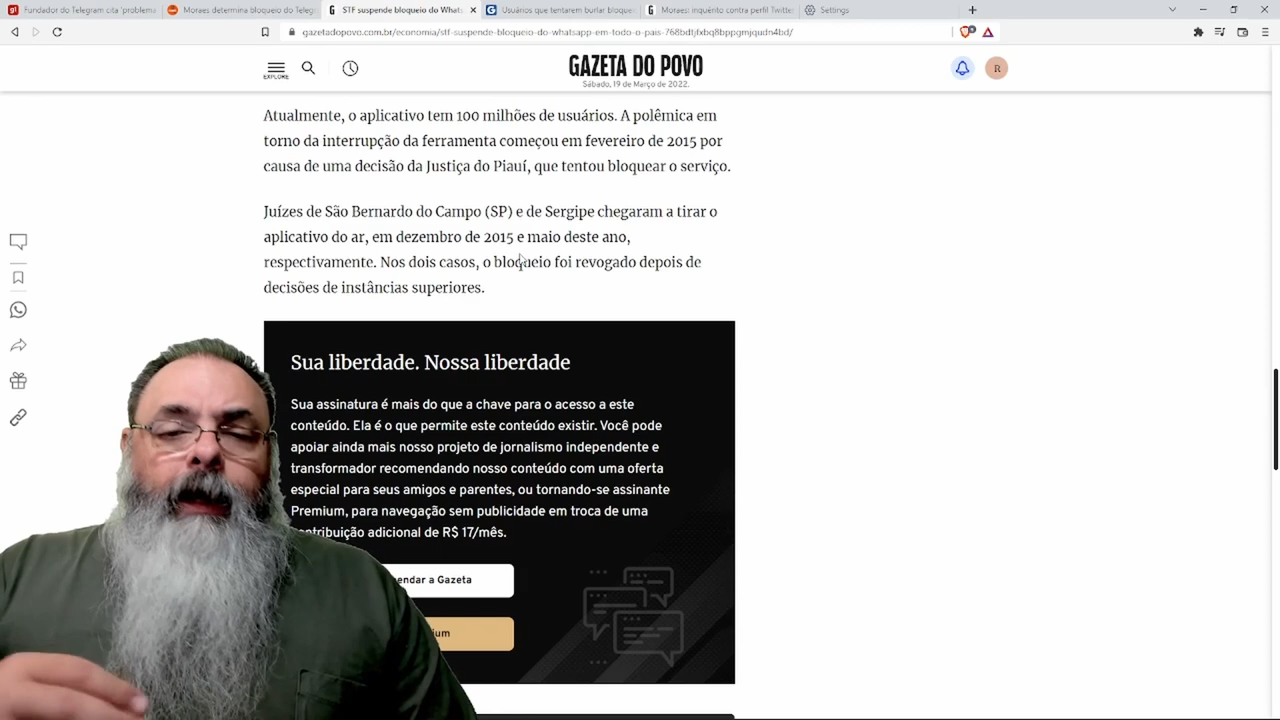 Fundador do Telegram cita 'problema
Moraes determina bloqueio do Telegr
STF suspende bloqueio do Whats
Usuários que tentarem burlar bloque
Moraes: inquérito contra perfil Twitte
Settings
gazetadopovo.com.br/economia/stf-suspende-bloqueio-do-whatsapp-em-todo-o-pais-768bdtjfxbq8bppgmjqudn4bd/
EXPLORE
GAZETA DO POVO
Sábado, 19 de Março de 2022.
R
Atualmente, o aplicativo tem 100 milhões de usuários. A polêmica em
torno da interrupção da ferramenta começou em fevereiro de 2015 por
causa de uma decisão da Justiça do Piauí, que tentou bloquear o serviço.
Juízes de São Bernardo do Campo (SP) e de Sergipe chegaram a tirar o
aplicativo do ar, em dezembro de 2015 e maio deste ano,
respectivamente. Nos dois casos, o bloqueio foi revogado depois de
decisões de instâncias superiores.
Sua liberdade. Nossa liberdade
Sua assinatura é mais do que a chave para o acesso a este
conteúdo. Ela é o que permite este conteúdo existir. Você pode
apoiar ainda mais nosso projeto de jornalismo independente e
transformador recomendando nosso conteúdo com uma oferta
especial para seus amigos e parentes, ou tornando-se assinante
Premium, para navegação sem publicidade em troca de uma
contribuição adicional de R$ 17/mês.
endar a Gazeta
ium